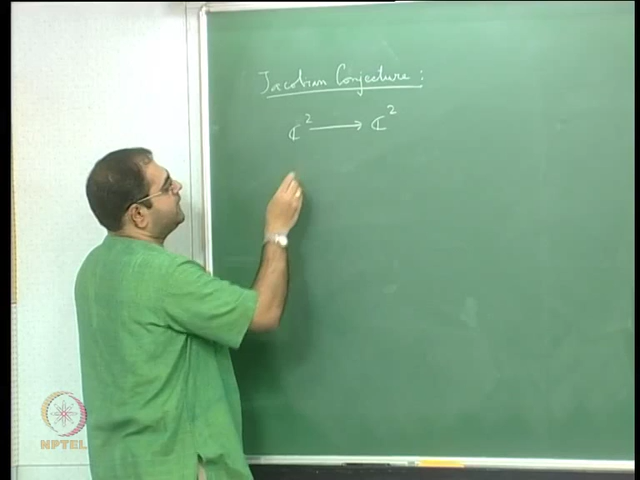 Jacobian Conjecture :
ℂ² ⟶ ℂ²
NPTEL